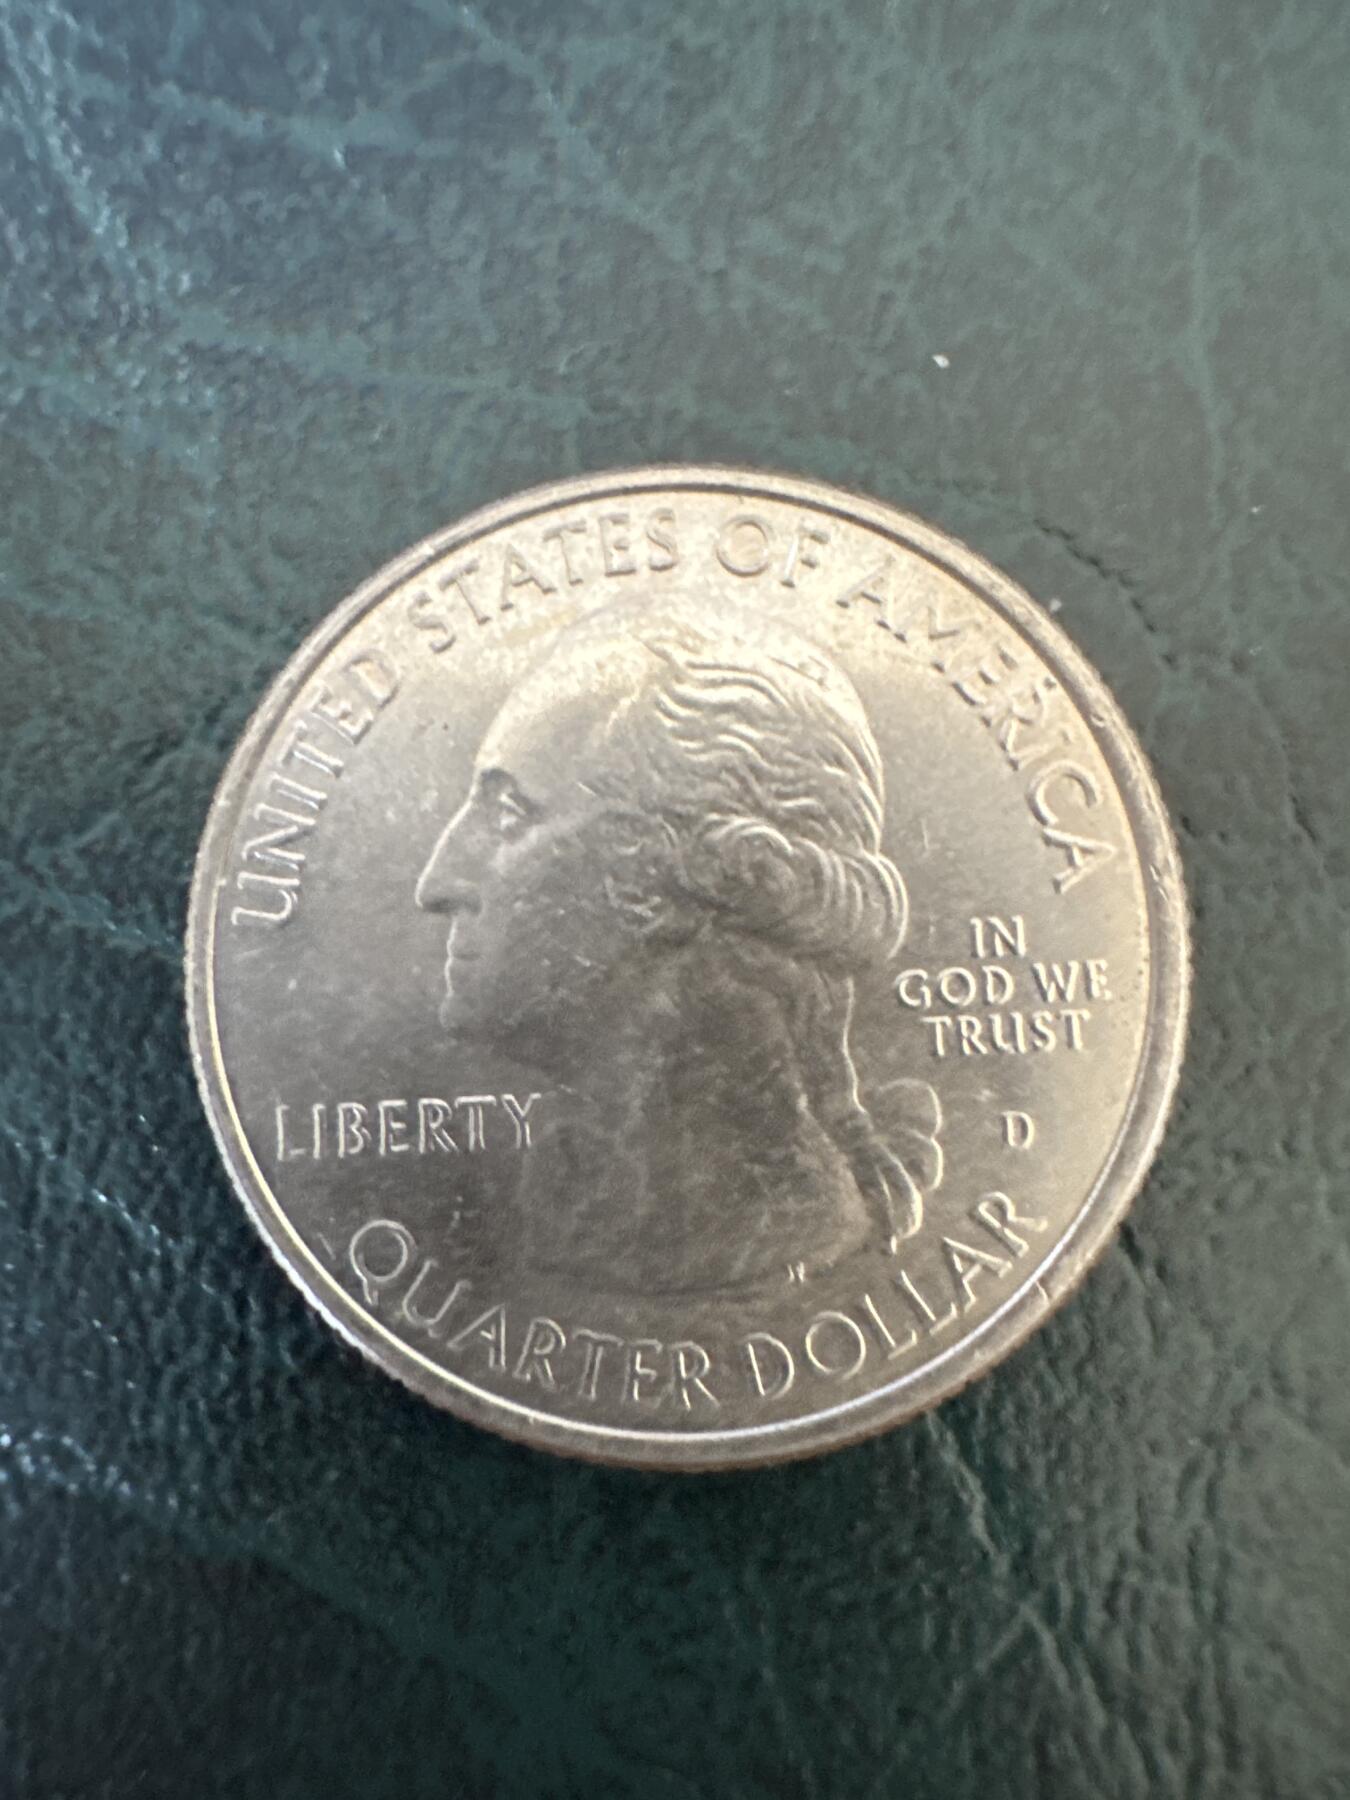 UNITED STATES OF AMERICA
IN
GOD WE
TRUST
LIBERTY
D
QUARTER DOLLAR